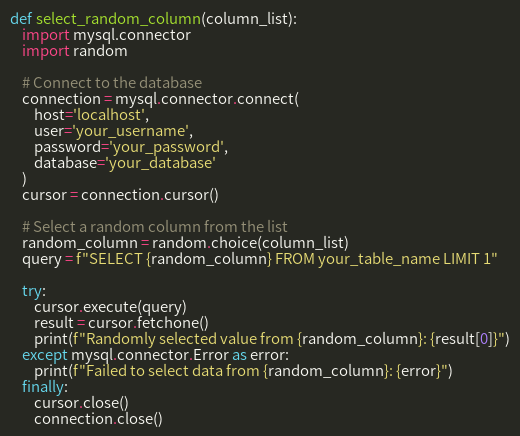 def select_random_column(column_list):
    import mysql.connector
    import random

    # Connect to the database
    connection = mysql.connector.connect(
        host='localhost',
        user='your_username',
        password='your_password',
        database='your_database'
    )
    cursor = connection.cursor()

    # Select a random column from the list
    random_column = random.choice(column_list)
    query = f"SELECT {random_column} FROM your_table_name LIMIT 1"

    try:
        cursor.execute(query)
        result = cursor.fetchone()
        print(f"Randomly selected value from {random_column}: {result[0]}")
    except mysql.connector.Error as error:
        print(f"Failed to select data from {random_column}: {error}")
    finally:
        cursor.close()
        connection.close()